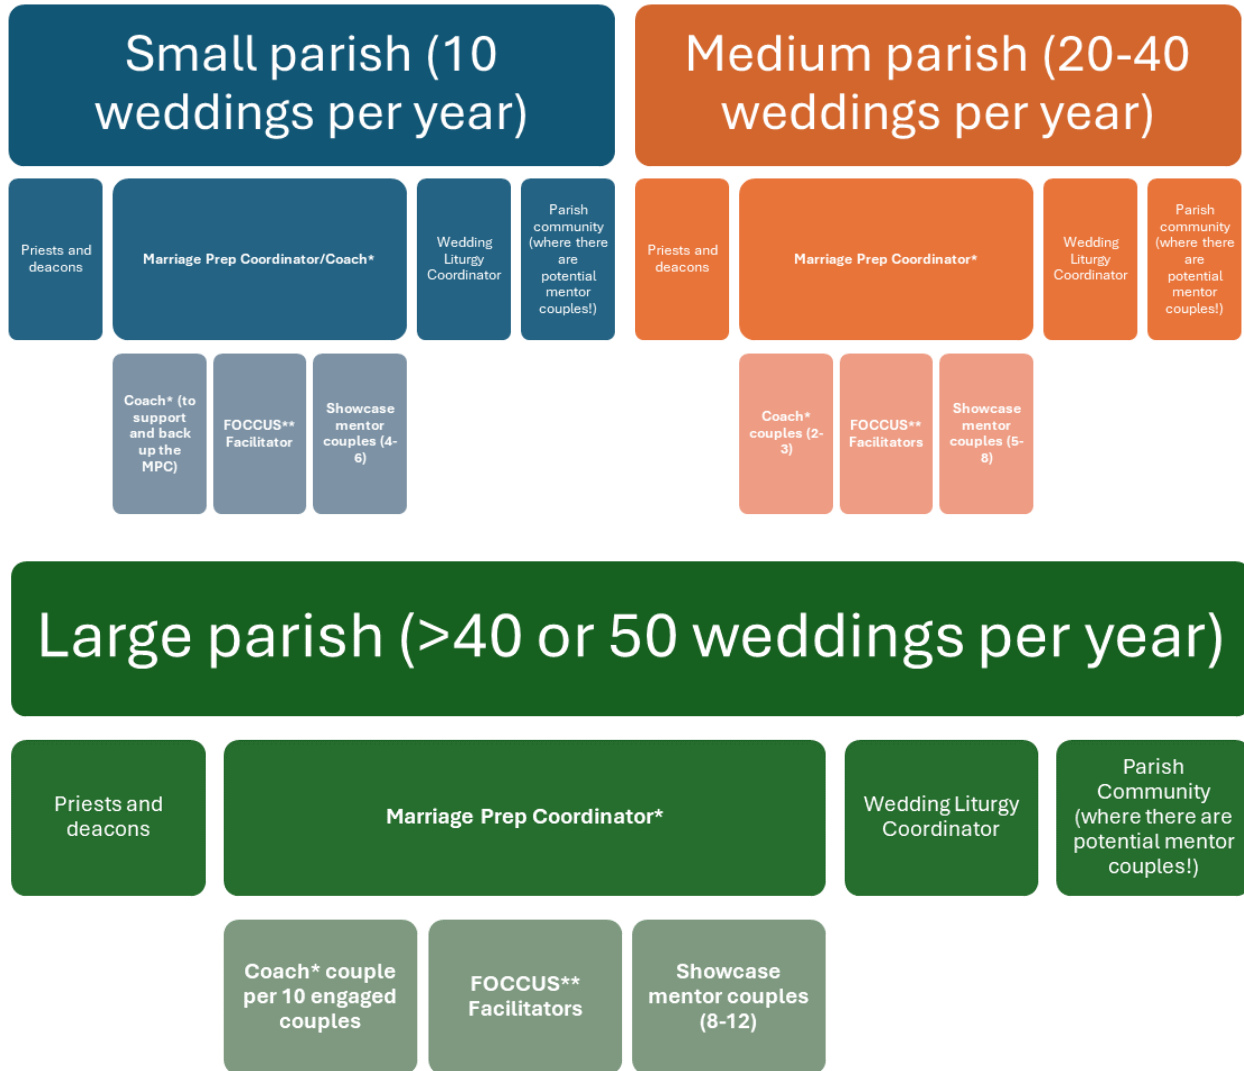 Small parish (10
weddings per year)
Medium parish (20-40
weddings per year)
Priests and
deacons
Marriage Prep Coordinator/Coach*
Wedding
Liturgy
Coordinator
Parish
community
(where there
are
potential
mentor
couples!)
Priests and
deacons
Marriage Prep Coordinator*
Wedding
Liturgy
Coordinator
Parish
community
(where there
are
potential
mentor
couples!)
Coach* (to
support
and back
up the
MPC)
FOCCUS**
Facilitator
Showcase
mentor
couples (4-
6)
Coach*
couples (2-
3)
FOCCUS**
Facilitators
Showcase
mentor
couples (5-
8)
Large parish (>40 or 50 weddings per year)
Priests and
deacons
Marriage Prep Coordinator*
Wedding Liturgy
Coordinator
Parish
Community
(where there are
potential mentor
couples!)
Coach* couple
per 10 engaged
couples
FOCCUS**
Facilitators
Showcase
mentor couples
(8-12)